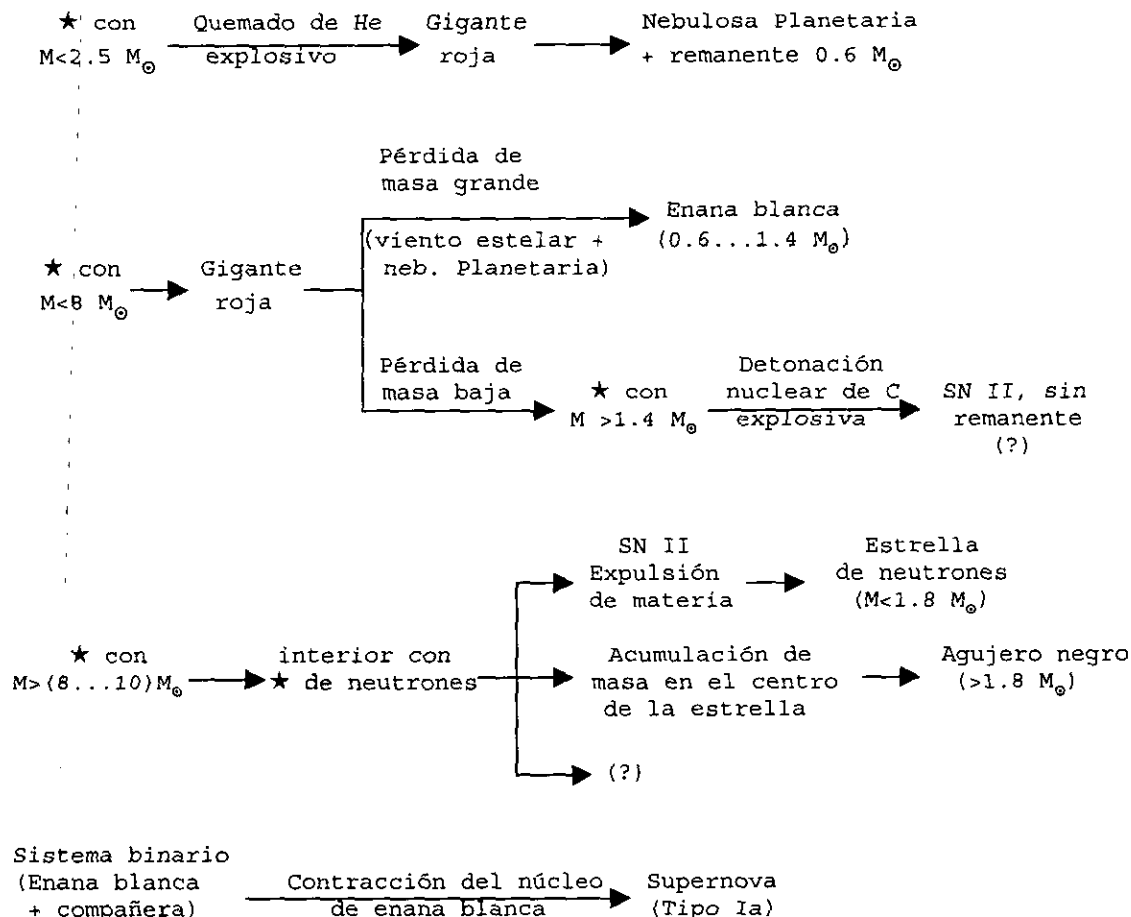 ★ con
M<2.5 M☉
Quemado de He
explosivo
Gigante
roja
Nebulosa Planetaria
+ remanente 0.6 M☉
★ con
M<8 M☉
Gigante
roja
Pérdida de
masa grande
(viento estelar +
neb. Planetaria)
Enana blanca
(0.6...1.4 M☉)
Pérdida de
masa baja
★ con
M >1.4 M☉
Detonación
nuclear de C
explosiva
SN II, sin
remanente
(?)
★ con
M>(8...10)M☉
interior con
★ de neutrones
SN II
Expulsión
de materia
Estrella
de neutrones
(M<1.8 M☉)
Acumulación de
masa en el centro
de la estrella
Agujero negro
(>1.8 M☉)
(?)
Sistema binario
(Enana blanca
+ compañera)
Contracción del núcleo
de enana blanca
Supernova
(Tipo Ia)